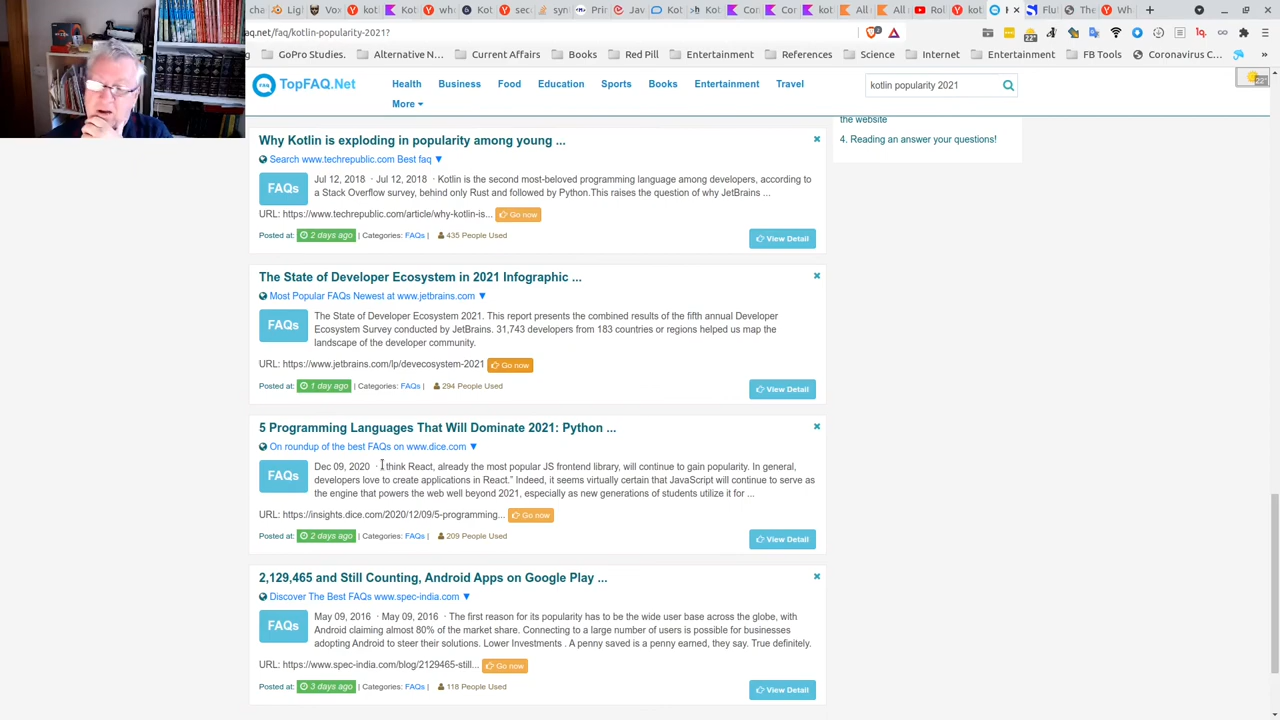 aq.net/faq/kotlin-popularity-2021?
GoPro Studies.
Alternative N...
Current Affairs
Books
Red Pill
Entertainment
References
Science
Internet
Entertainm
ES Tools
Coronavirus C...
»
FAQ
TopFAQ.Net
Health
Business
Food
Education
Sports
Books
Entertainment
Travel
More
kotlin popularity 2021
the website
4. Reading an answer your questions!
Why Kotlin is exploding in popularity among young ...
Search www.techrepublic.com Best faq ▼
FAQs
Jul 12, 2018 · Jul 12, 2018 · Kotlin is the second most-beloved programming language among developers, according to
a Stack Overflow survey, behind only Rust and followed by Python.This raises the question of why JetBrains ...
URL: https://www.techrepublic.com/article/why-kotlin-is... Go now
Posted at: 2 days ago | Categories: FAQs | 435 People Used
View Detail
The State of Developer Ecosystem in 2021 Infographic ...
Most Popular FAQs Newest at www.jetbrains.com ▼
FAQs
The State of Developer Ecosystem 2021. This report presents the combined results of the fifth annual Developer
Ecosystem Survey conducted by JetBrains. 31,743 developers from 183 countries or regions helped us map the
landscape of the developer community.
URL: https://www.jetbrains.com/lp/devecosystem-2021 Go now
Posted at: 1 day ago | Categories: FAQs | 294 People Used
View Detail
5 Programming Languages That Will Dominate 2021: Python ...
On roundup of the best FAQs on www.dice.com ▼
FAQs
Dec 09, 2020 · "I think React, already the most popular JS frontend library, will continue to gain popularity. In general,
developers love to create applications in React." Indeed, it seems virtually certain that JavaScript will continue to serve as
the engine that powers the web well beyond 2021, especially as new generations of students utilize it for ...
URL: https://insights.dice.com/2020/12/09/5-programming... Go now
Posted at: 2 days ago | Categories: FAQs | 209 People Used
View Detail
2,129,465 and Still Counting, Android Apps on Google Play ...
Discover The Best FAQs www.spec-india.com ▼
FAQs
May 09, 2016 · May 09, 2016 · The first reason for its popularity has to be the wide user base across the globe, with
Android claiming almost 80% of the market share. Connecting to a large number of users is possible for businesses
adopting Android to steer their solutions. Lower Investments . A penny saved is a penny earned, they say. True definitely.
URL: https://www.spec-india.com/blog/2129465-still... Go now
Posted at: 3 days ago | Categories: FAQs | 118 People Used
View Detail